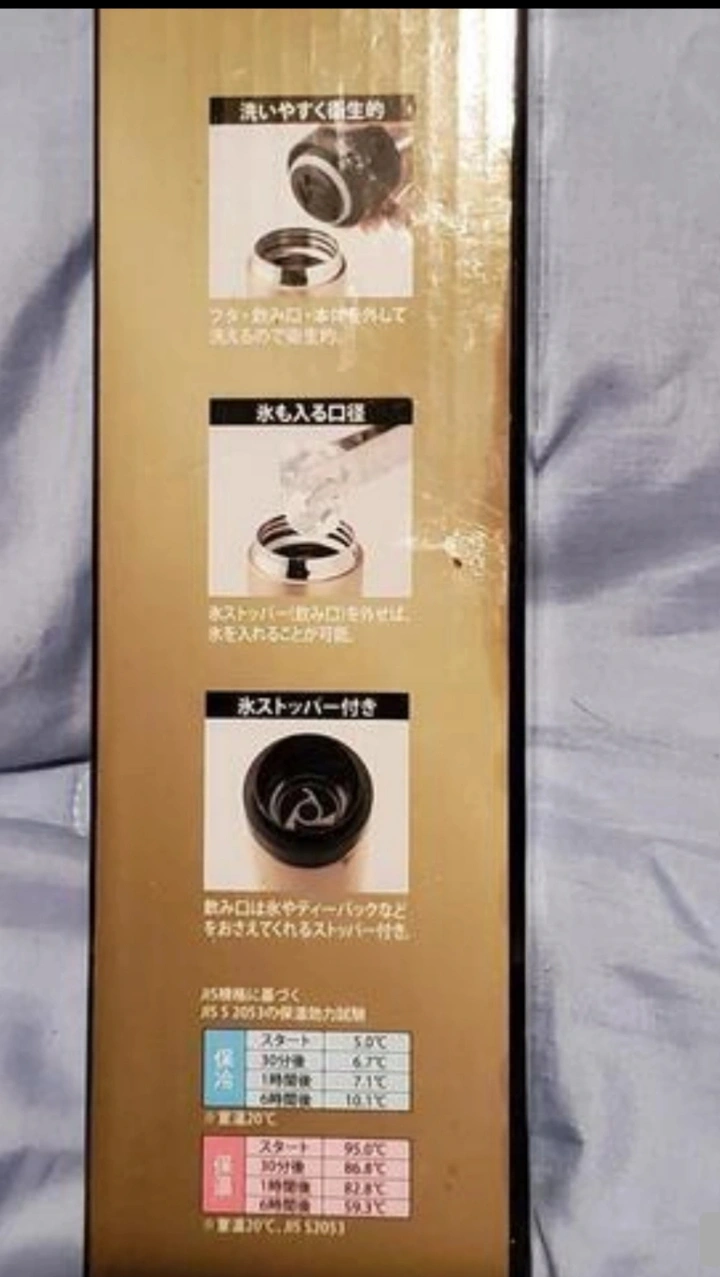 洗いやすく衛生的
フタ・飲み口・本体を外して
洗えるので衛生的。
氷も入る口径
氷ストッパー(飲み口)を外せば、
氷を入れることが可能。
氷ストッパー付き
飲み口は氷やティーパックなど
をおさえてくれるストッパー付き。
JIS規格に基づく
JIS S 2053の保温効力試験
保冷
スタート 5.0℃
30分後 6.7℃
1時間後 7.1℃
6時間後 10.1℃
※室温20℃
保温
スタート 95.0℃
30分後 86.8℃
1時間後 82.8℃
6時間後 59.3℃
※室温20℃、JIS S2053